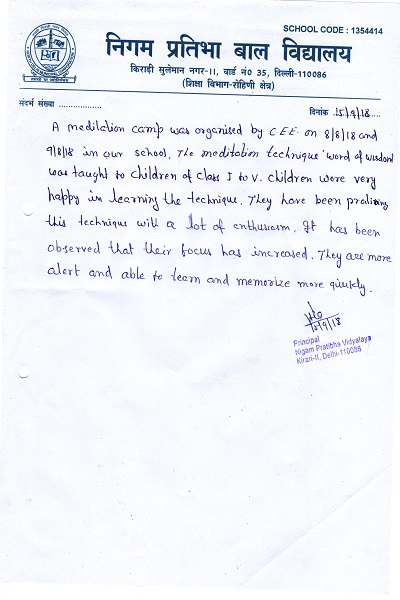 SCHOOL CODE : 1354414
निगम प्रतिभा बाल विद्यालय
किराड़ी सुलेमान नगर-II, वार्ड नं0 35, दिल्ली-110086
(शिक्षा विभाग-रोहिणी क्षेत्र)
संदर्भ संख्या ..................
दिनांक 15/9/18
A meditation camp was organised by C.E.E. on 8/8/18 and
9/8/18 in our school. The meditation technique 'word of wisdom
was taught to children of class I to V. Children were very
happy in learning the technique. They have been practising
this technique with a lot of enthusiasm. It has been
observed that their focus has increased. They are more
alert and able to learn and memorize more quickly.
15/9/18
Principal
Nigam Pratibha Vidyalaya
Kirari-II, Delhi-110086